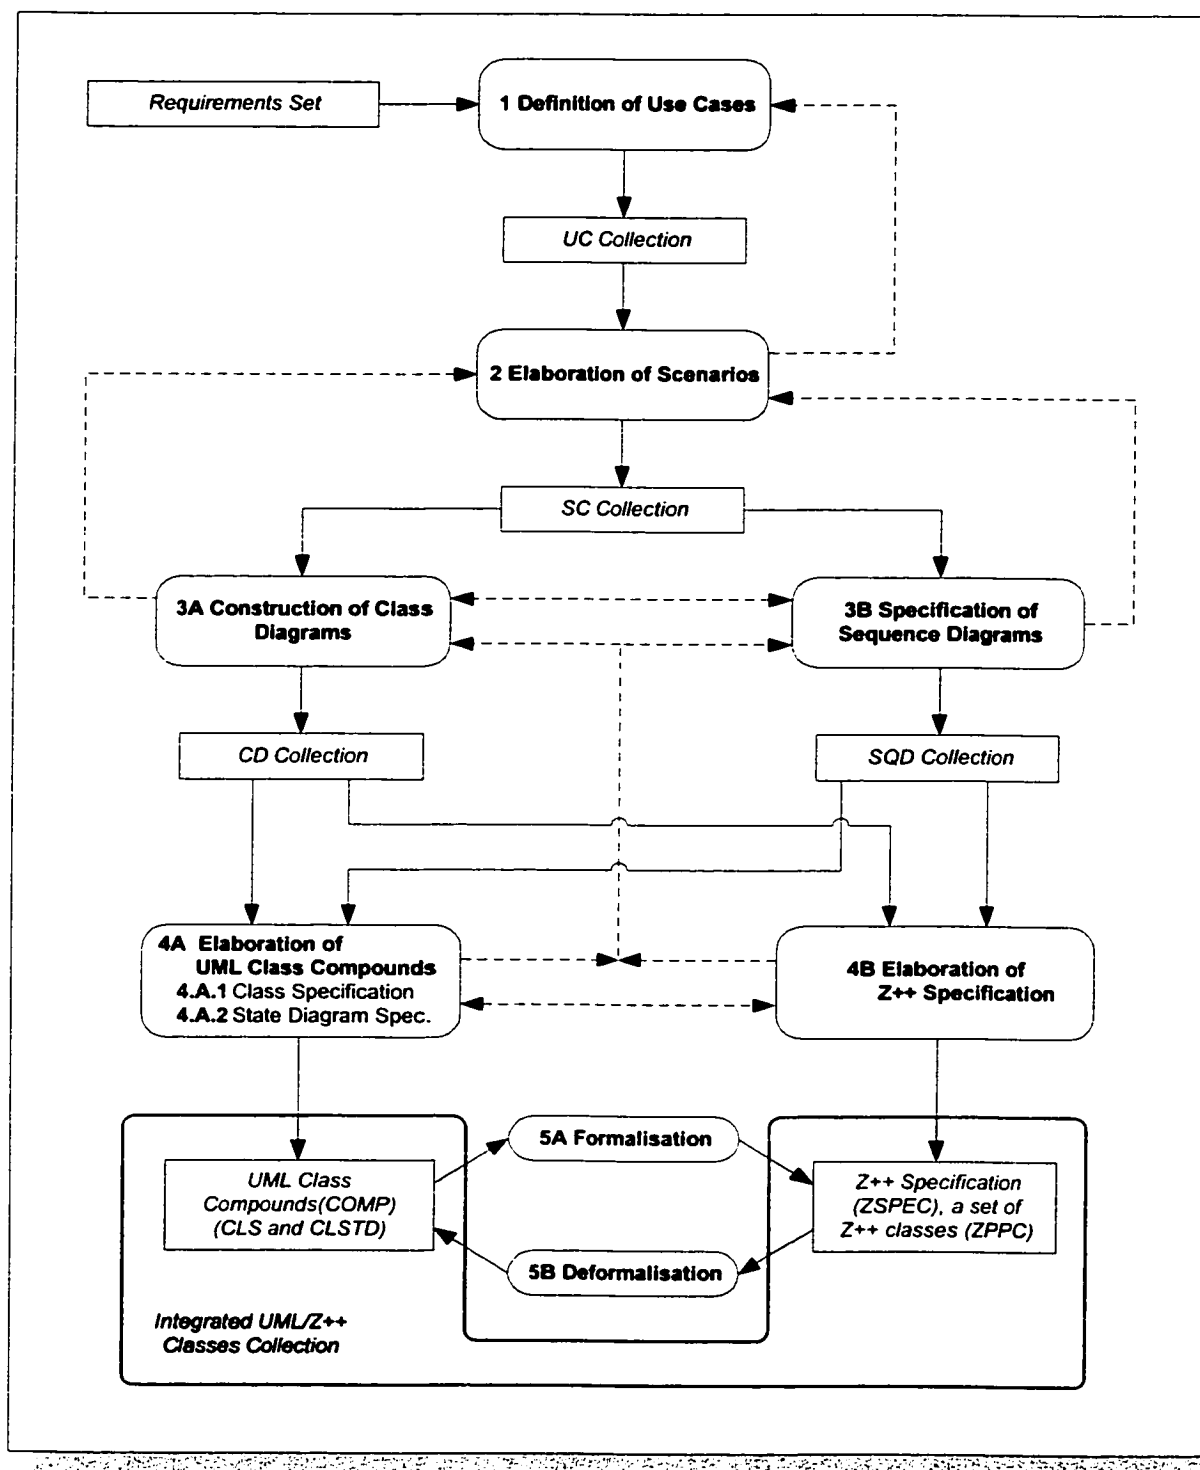 Requirements Set
1 Definition of Use Cases
UC Collection
2 Elaboration of Scenarios
SC Collection
3A Construction of Class
Diagrams
3B Specification of
Sequence Diagrams
CD Collection
SQD Collection
4A Elaboration of
UML Class Compounds
4.A.1 Class Specification
4.A.2 State Diagram Spec.
4B Elaboration of
Z++ Specification
5A Formalisation
UML Class
Compounds(COMP)
(CLS and CLSTD)
Z++ Specification
(ZSPEC), a set of
Z++ classes (ZPPC)
5B Deformalisation
Integrated UML/Z++
Classes Collection